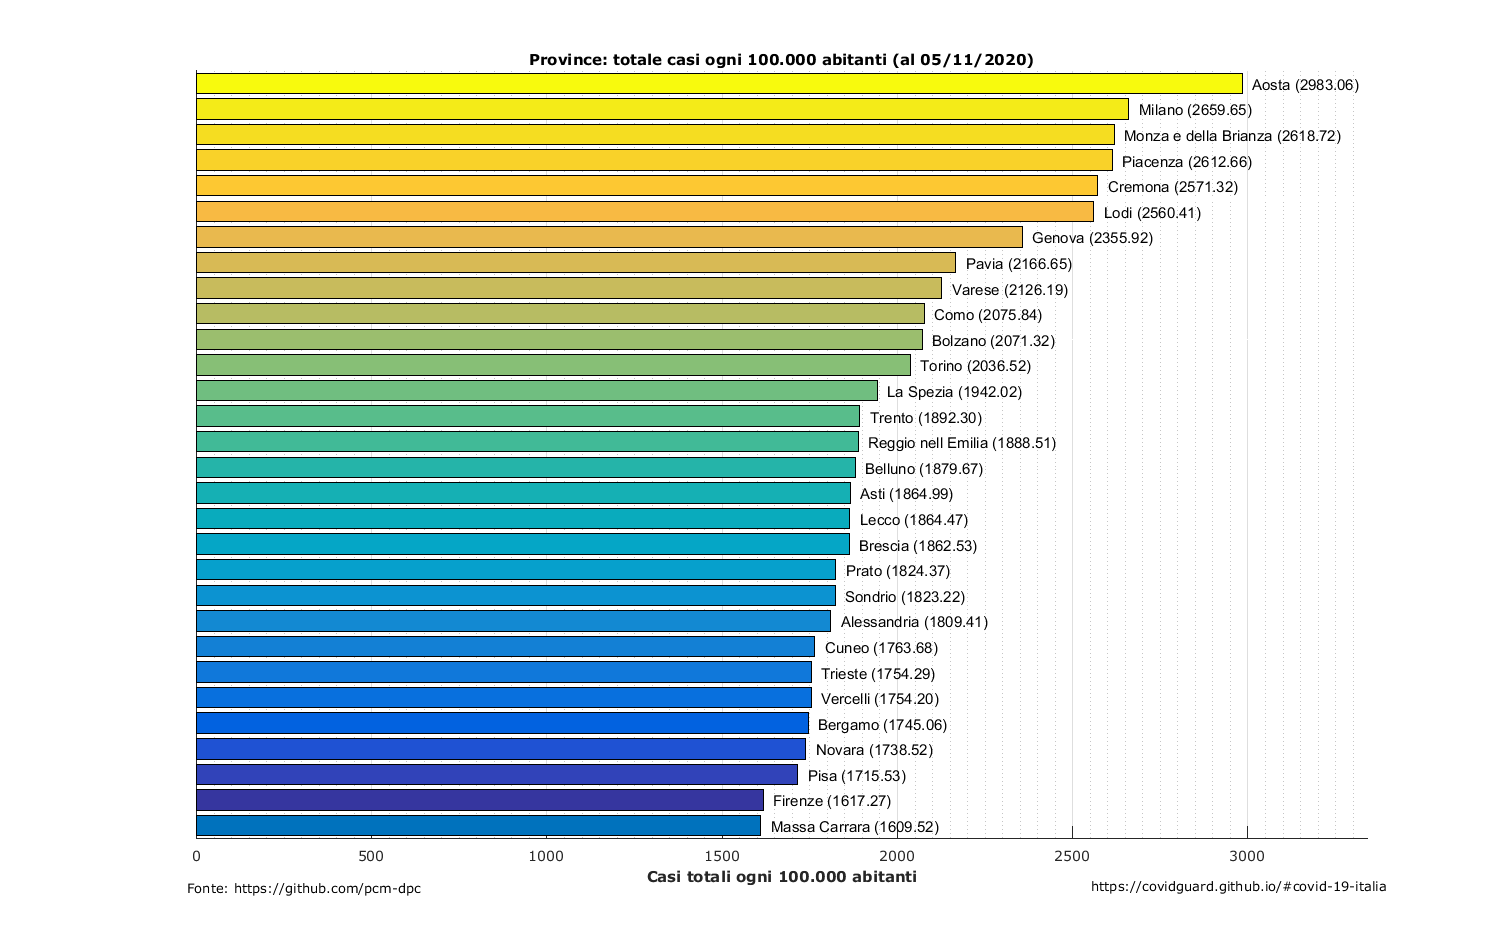 Province: totale casi ogni 100.000 abitanti (al 05/11/2020)
Aosta (2983.06)
Milano (2659.65)
Monza e della Brianza (2618.72)
Piacenza (2612.66)
Cremona (2571.32)
Lodi (2560.41)
Genova (2355.92)
Pavia (2166.65)
Varese (2126.19)
Como (2075.84)
Bolzano (2071.32)
Torino (2036.52)
La Spezia (1942.02)
Trento (1892.30)
Reggio nell Emilia (1888.51)
Belluno (1879.67)
Asti (1864.99)
Lecco (1864.47)
Brescia (1862.53)
Prato (1824.37)
Sondrio (1823.22)
Alessandria (1809.41)
Cuneo (1763.68)
Trieste (1754.29)
Vercelli (1754.20)
Bergamo (1745.06)
Novara (1738.52)
Pisa (1715.53)
Firenze (1617.27)
Massa Carrara (1609.52)
0 500 1000 1500 2000 2500 3000
Casi totali ogni 100.000 abitanti
Fonte: https://github.com/pcm-dpc
https://covidguard.github.io/#covid-19-italia